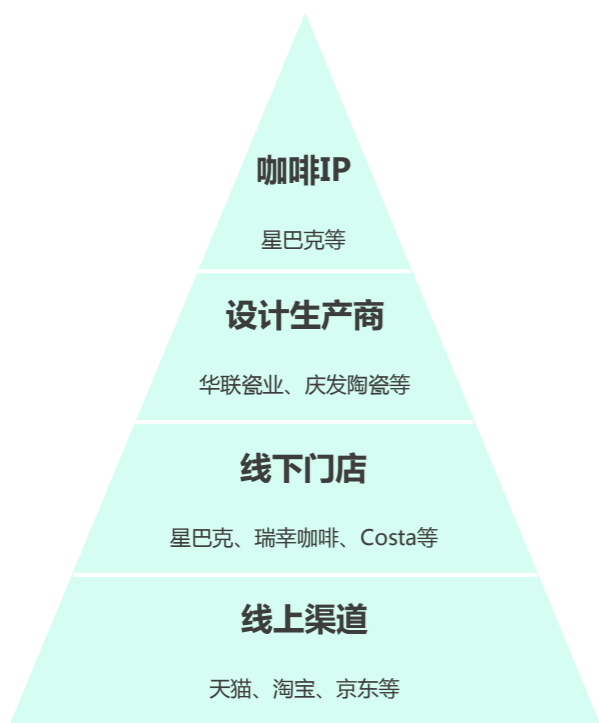 咖啡IP
星巴克等
设计生产商
华联瓷业、庆发陶瓷等
线下门店
星巴克、瑞幸咖啡、Costa等
线上渠道
天猫、淘宝、京东等